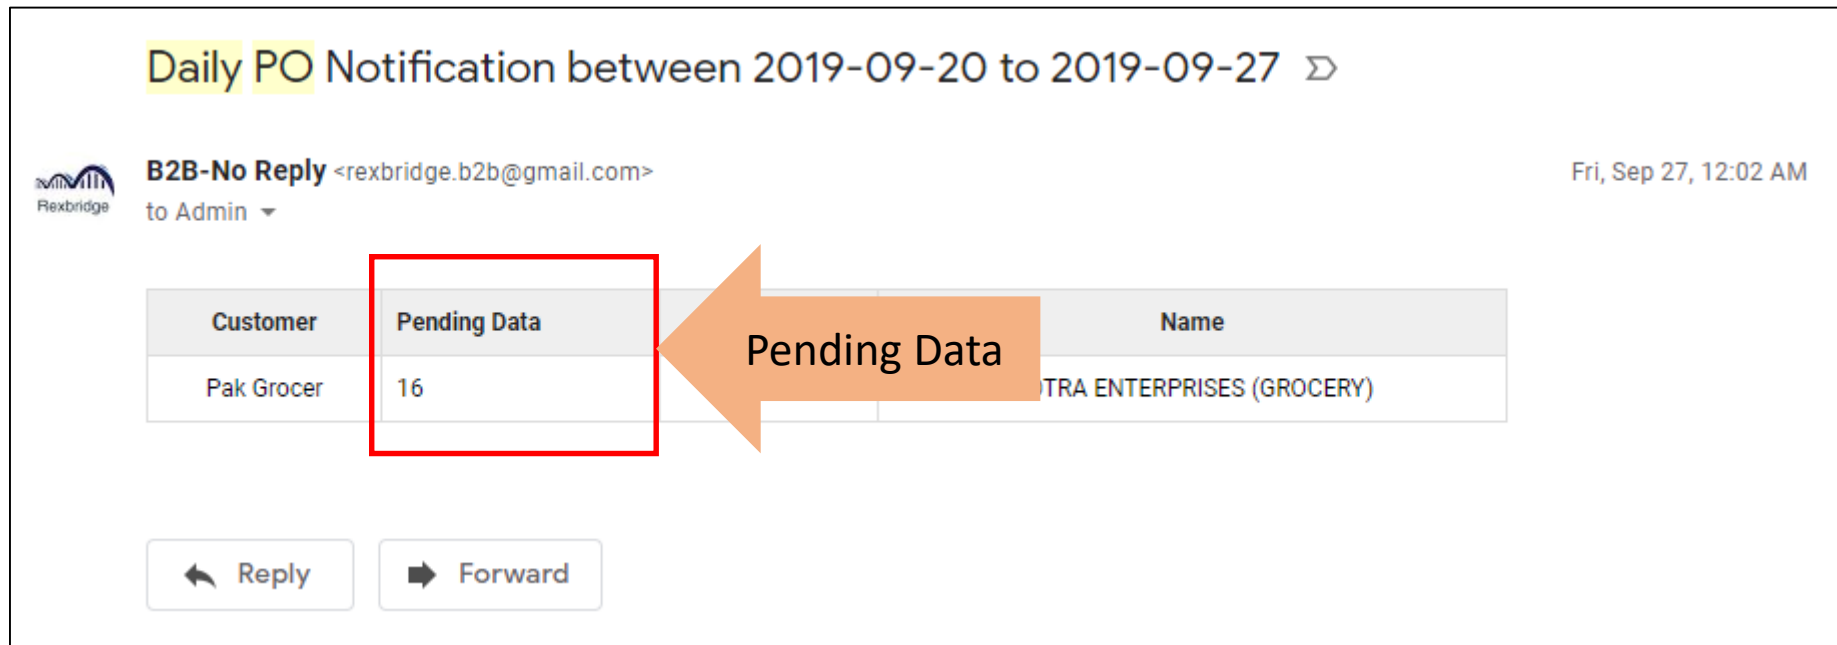 Daily PO Notification between 2019-09-20 to 2019-09-27
B2B-No Reply <rexbridge.b2b@gmail.com>
Fri, Sep 27, 12:02 AM
Rexbridge
to Admin
Customer Pending Data Name
Pending Data
Pak Grocer 16 ENTERPRISES (GROCERY)
Reply Forward